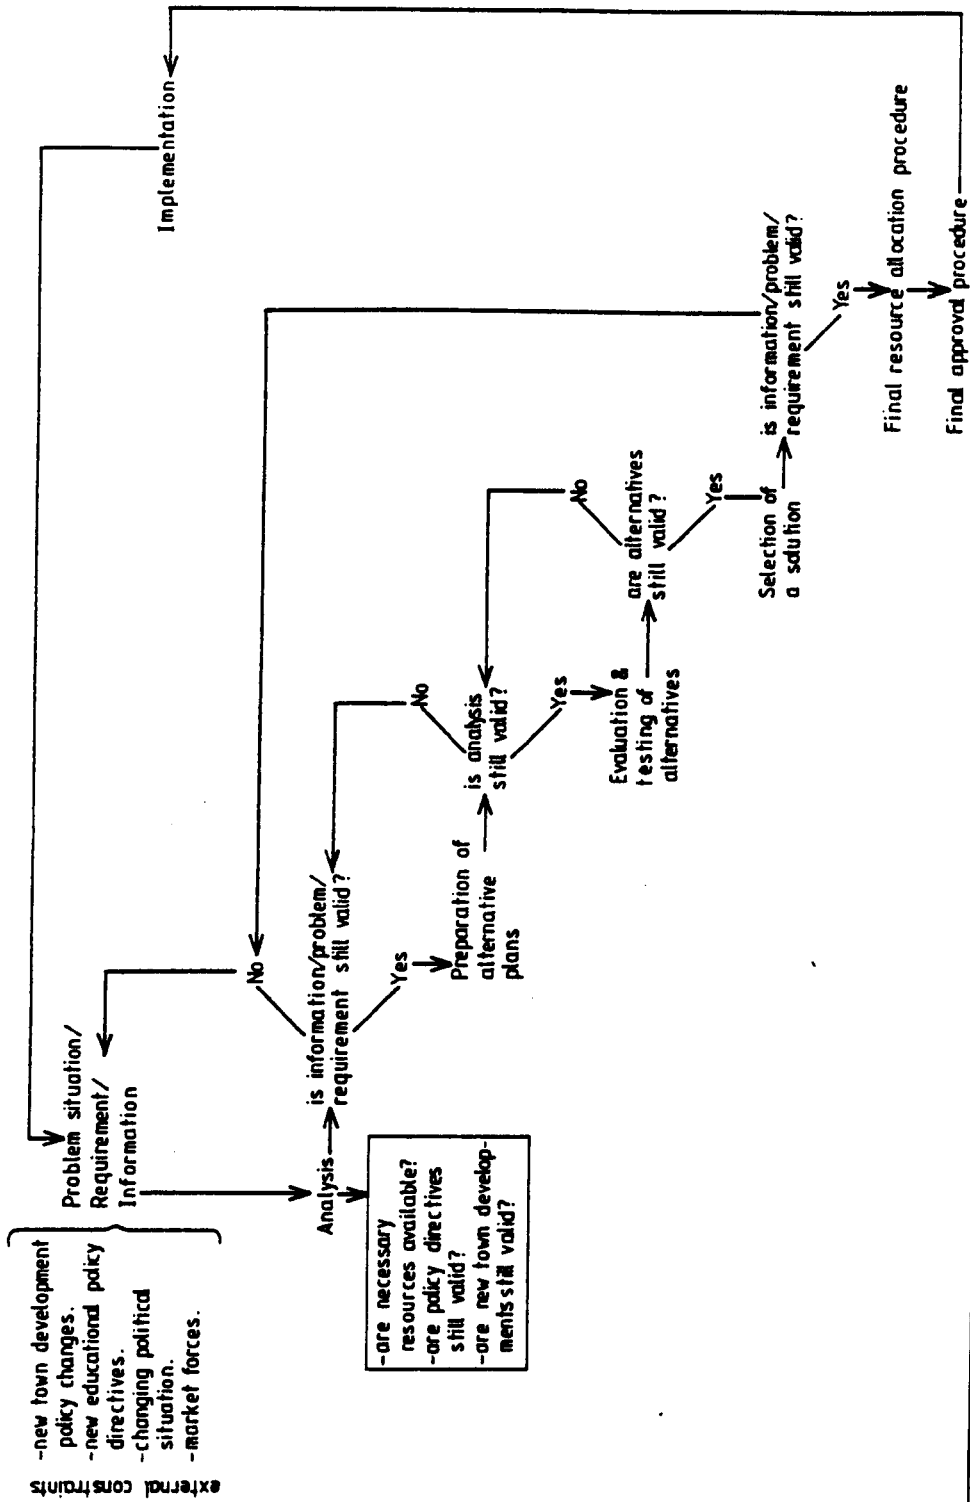 external constraints
-new town development
policy changes.
-new educational policy
directives.
-changing political
situation.
-market forces.
Problem situation/
Requirement/
Information
Analysis
-are necessary
resources available?
-are policy directives
still valid?
-are new town develop-
ments still valid?
is information/problem/
requirement still valid?
No
Yes
Preparation of
alternative
plans
is analysis
still valid?
No
Yes
Evaluation &
testing of
alternatives
are alternatives
still valid?
No
Yes
Selection of
a solution
is information/problem/
requirement still valid?
Yes
Final resource allocation procedure
Final approval procedure
Implementation